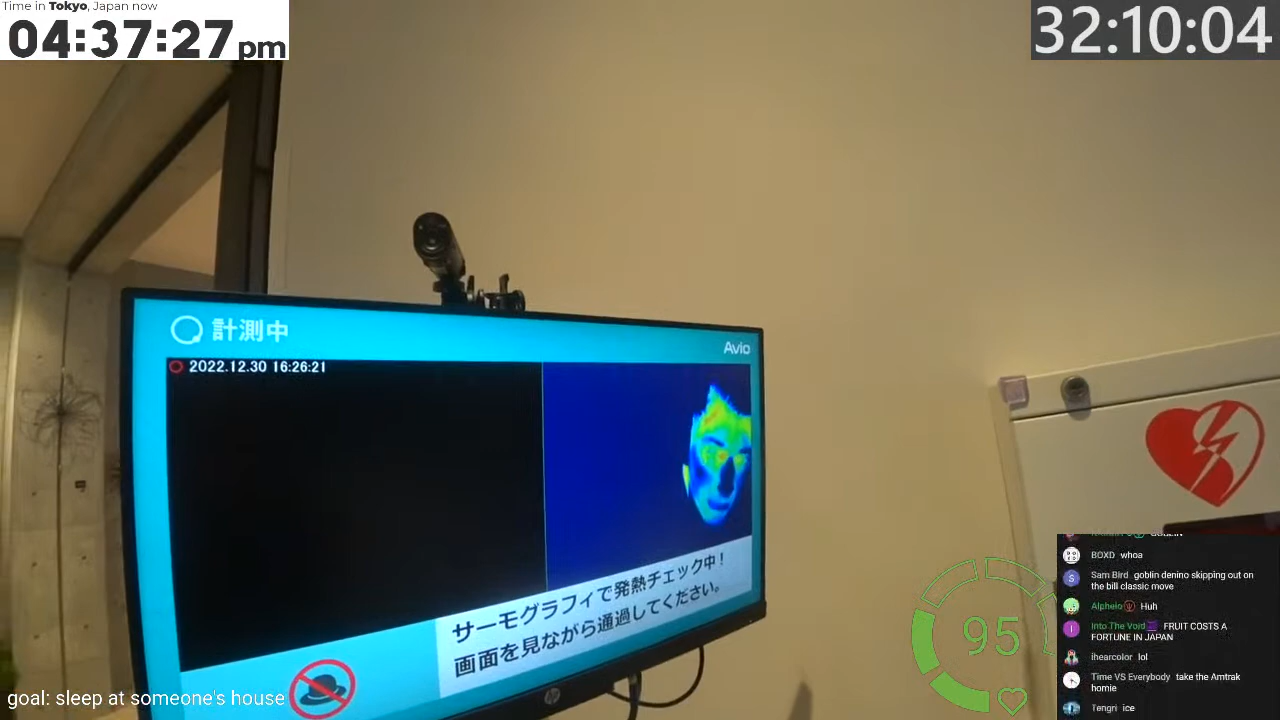 Time in Tokyo, Japan now
04:37:27 pm
32:10:04
計測中
Avio
2022.12.30 16:26:21
サーモグラフィで発熱チェック中！
画面を見ながら通過してください。
hp
goal: sleep at someone's house
95
BOXD whoa
Sam Bird goblin denino skipping out on
the bill classic move
Alpheio Huh
Into The Void FRUIT COSTS A
FORTUNE IN JAPAN
ihearcolor lol
Time VS Everybody take the Amtrak
homie
Tengri ice